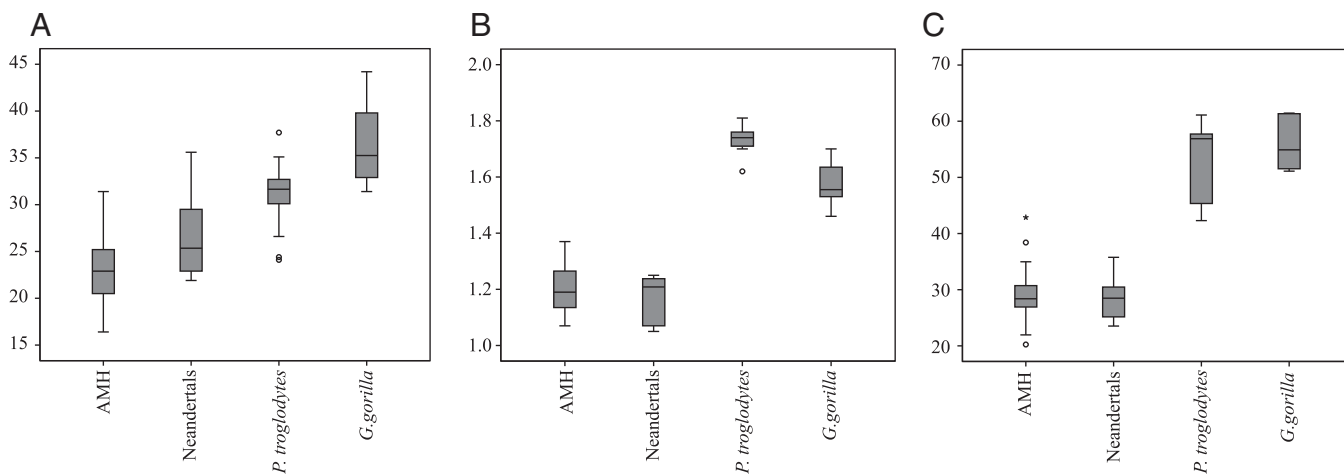 A
45
40
35
30
25
20
15
AMH
Neandertals
P. troglodytes
G.gorilla
B
2.0
1.8
1.6
1.4
1.2
1.0
AMH
Neandertals
P. troglodytes
G.gorilla
C
70
60
50
40
30
20
AMH
Neandertals
P. troglodytes
G.gorilla